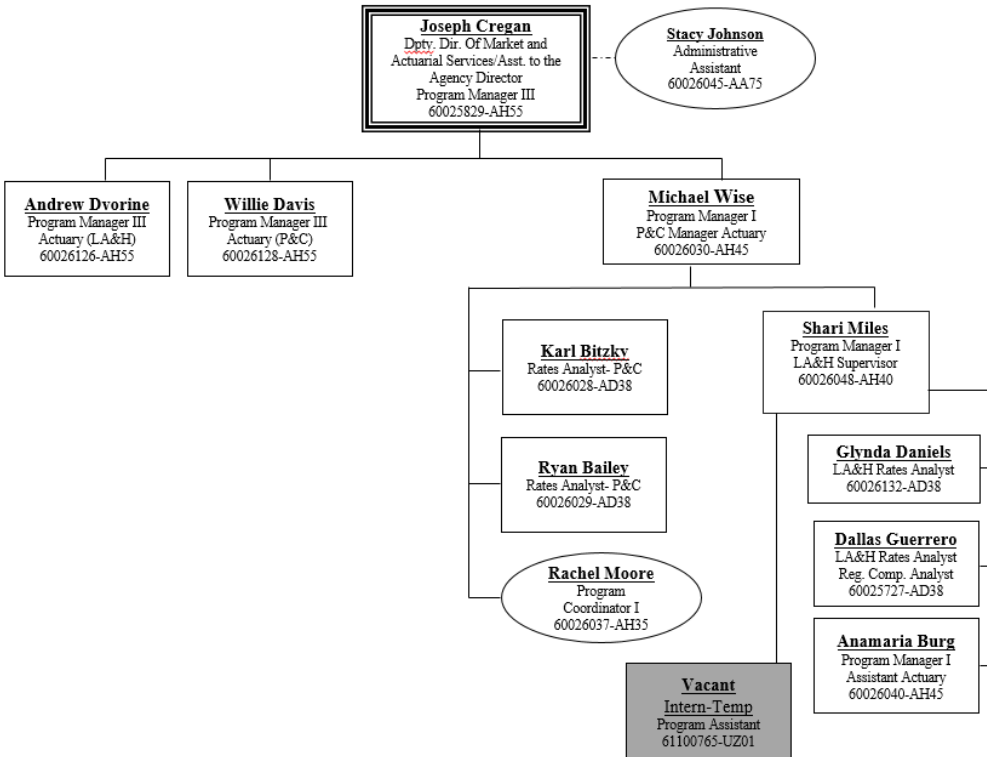 Joseph Cregan
Dpty. Dir. Of Market and
Actuarial Services/Asst. to the
Agency Director
Program Manager III
60025829-AH55
Stacy Johnson
Administrative
Assistant
60026045-AA75
Andrew Dvorine
Program Manager III
Actuary (LA&H)
60026126-AH55
Willie Davis
Program Manager III
Actuary (P&C)
60026128-AH55
Michael Wise
Program Manager I
P&C Manager Actuary
60026030-AH45
Karl Bitzky
Rates Analyst- P&C
60026028-AD38
Ryan Bailey
Rates Analyst- P&C
60026029-AD38
Rachel Moore
Program
Coordinator I
60026037-AH35
Shari Miles
Program Manager I
LA&H Supervisor
60026048-AH40
Glynda Daniels
LA&H Rates Analyst
60026132-AD38
Dallas Guerrero
LA&H Rates Analyst
Reg. Comp. Analyst
60025727-AD38
Anamaria Burg
Program Manager I
Assistant Actuary
60026040-AH45
Vacant
Intern-Temp
Program Assistant
61100765-UZ01